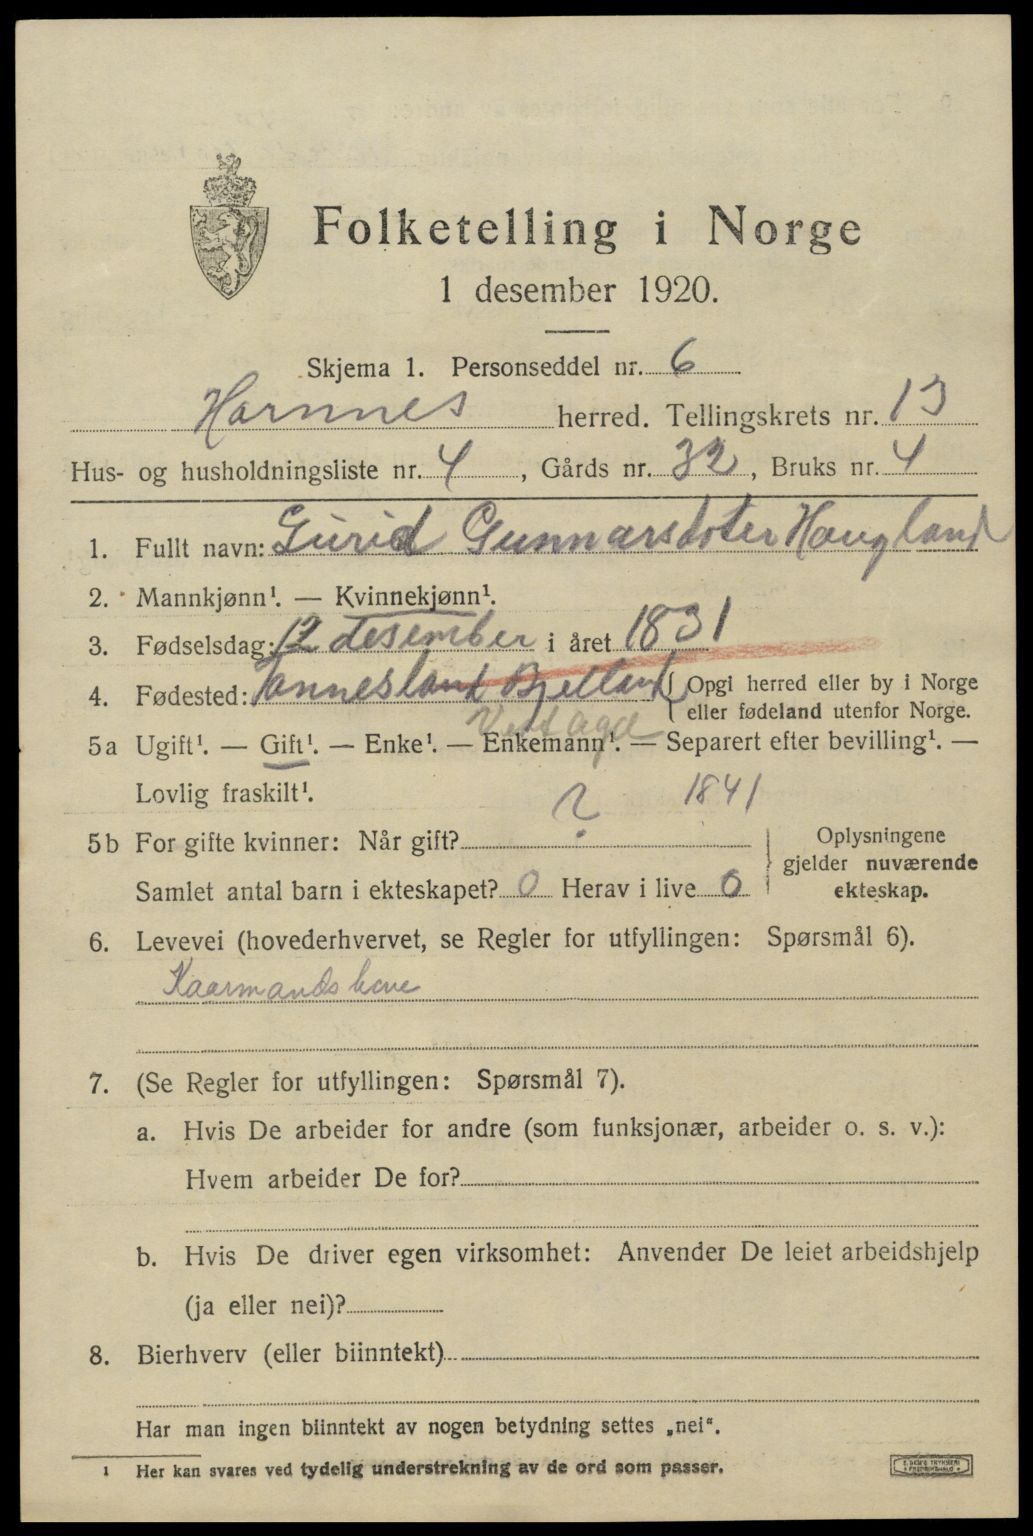 Folketelling i Norge
1 desember 1920.
Skjema 1. Personseddel nr. 6
Hornnes herred. Tellingskrets nr. 13
Hus- og husholdningsliste nr. 4, Gårds nr. 32, Bruks nr. 4
1. Fullt navn: Gurid Gunnarsdoter Haugland
2. Mannkjønn¹. — Kvinnekjønn¹.
3. Fødselsdag: 12 desember i året 1831
4. Fødested: Tannesland Bjelland { Opgi herred eller by i Norge
eller fødeland utenfor Norge.
Vest Agd
5a Ugift¹. — Gift¹. — Enke¹. — Enkemann¹. — Separert efter bevilling¹. —
Lovlig fraskilt¹.
? 1841
5b For gifte kvinner: Når gift?
Samlet antal barn i ekteskapet? 0 Herav i live 0
} Oplysningene
gjelder nuværende
ekteskap.
6. Levevei (hovederhvervet, se Regler for utfyllingen: Spørsmål 6).
Kaarmands kone
7. (Se Regler for utfyllingen: Spørsmål 7).
a. Hvis De arbeider for andre (som funksjonær, arbeider o. s. v.):
Hvem arbeider De for?
b. Hvis De driver egen virksomhet: Anvender De leiet arbeidshjelp
(ja eller nei)?
8. Bierhverv (eller biinntekt)
Har man ingen biinntekt av nogen betydning settes „nei“.
¹ Her kan svares ved tydelig understrekning av de ord som passer.